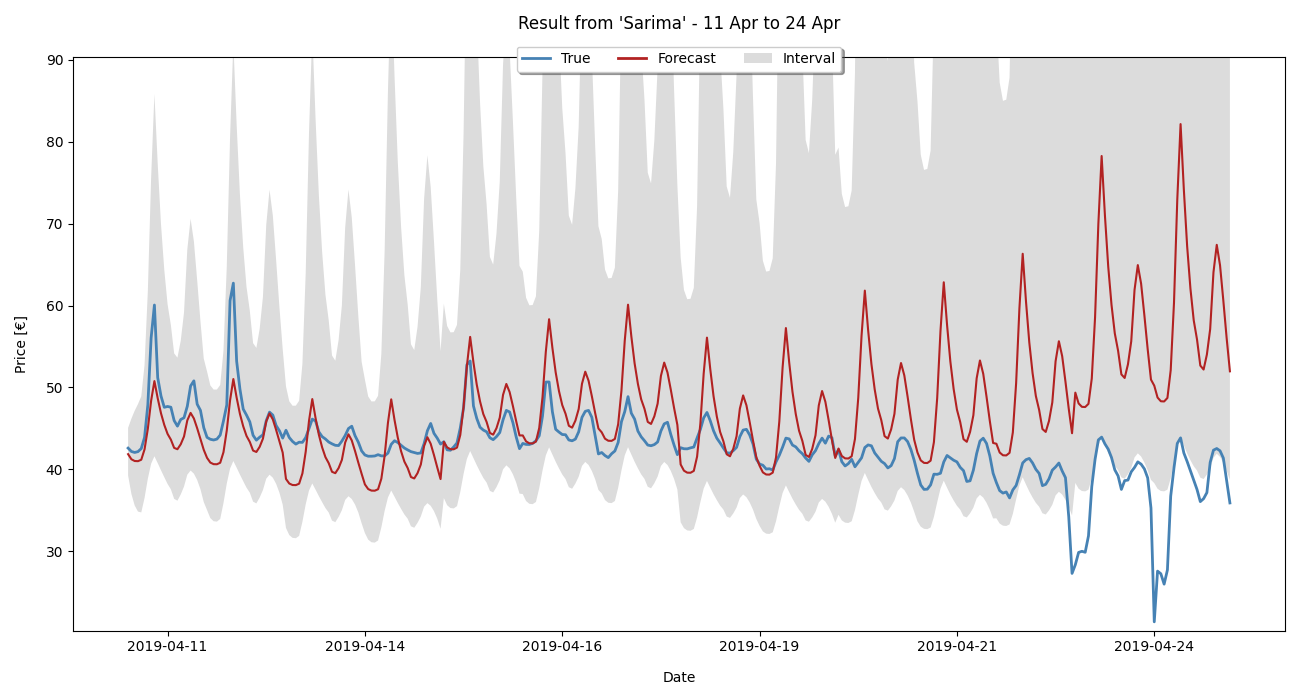 Result from 'Sarima' - 11 Apr to 24 Apr
True Forecast Interval
90
80
70
60
50
40
30
Price [€]
2019-04-11 2019-04-14 2019-04-16 2019-04-19 2019-04-21 2019-04-24
Date